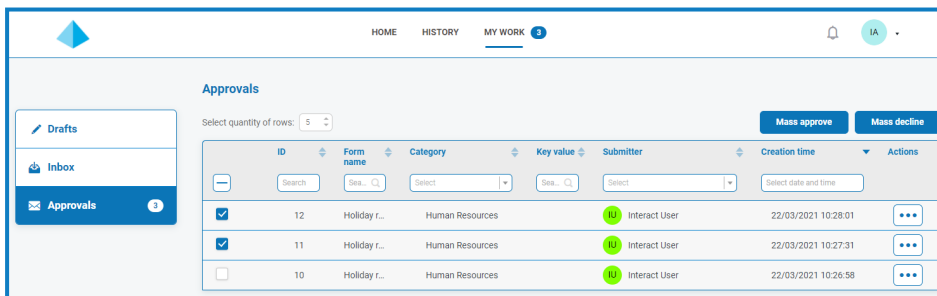 HOME HISTORY MY WORK 3 IA
Approvals
Drafts
Inbox
Approvals 3
Select quantity of rows: 5
Mass approve Mass decline
ID Form name Category Key value Submitter Creation time Actions
Search Sea... Select Sea... Select Select date and time
12 Holiday r... Human Resources IU Interact User 22/03/2021 10:28:01
11 Holiday r... Human Resources IU Interact User 22/03/2021 10:27:31
10 Holiday r... Human Resources IU Interact User 22/03/2021 10:26:58